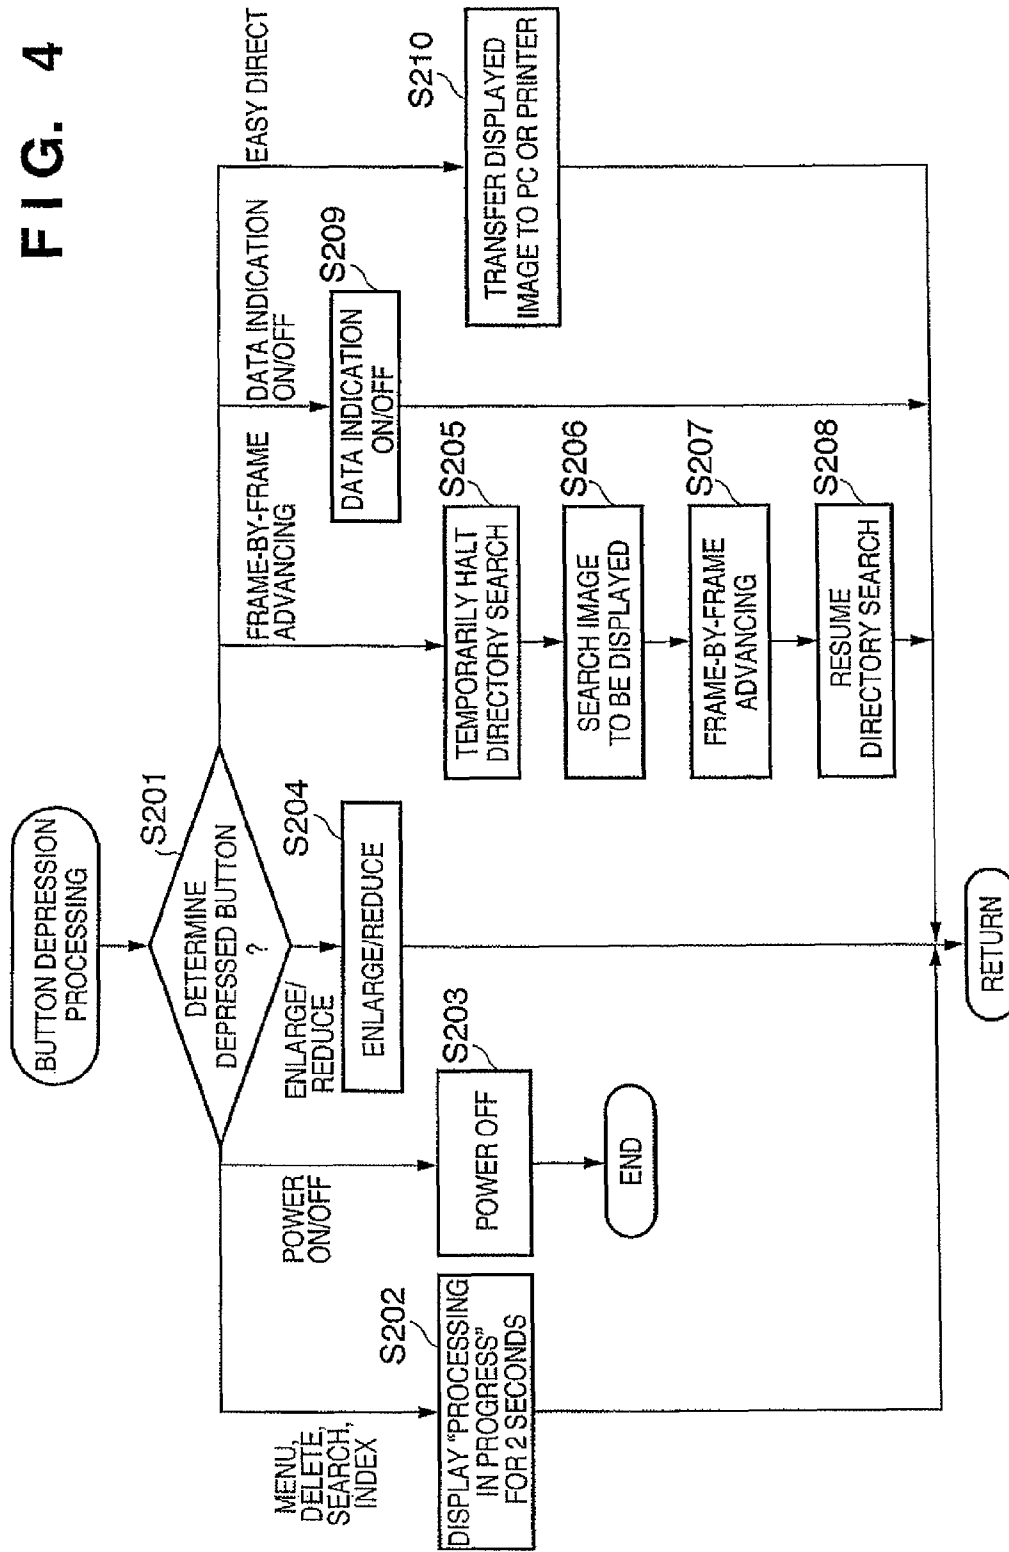 FIG. 4
BUTTON DEPRESSION
PROCESSING
S201
DETERMINE
DEPRESSED BUTTON
?
MENU,
DELETE,
SEARCH,
INDEX
S202
DISPLAY "PROCESSING
IN PROGRESS"
FOR 2 SECONDS
POWER
ON/OFF
S203
POWER OFF
END
ENLARGE/
REDUCE
S204
ENLARGE/REDUCE
FRAME-BY-FRAME
ADVANCING
S205
TEMPORARILY HALT
DIRECTORY SEARCH
S206
SEARCH IMAGE
TO BE DISPLAYED
S207
FRAME-BY-FRAME
ADVANCING
S208
RESUME
DIRECTORY SEARCH
DATA INDICATION
ON/OFF
S209
DATA INDICATION
ON/OFF
EASY DIRECT
S210
TRANSFER DISPLAYED
IMAGE TO PC OR PRINTER
RETURN